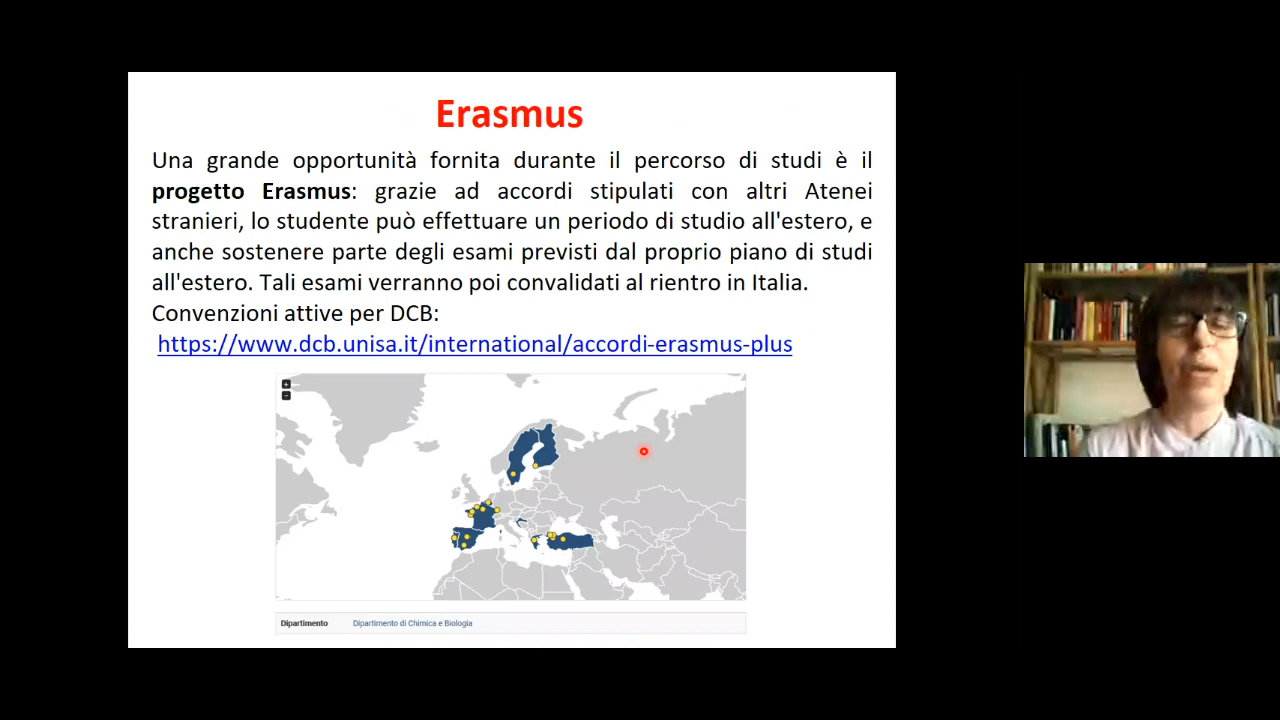 Erasmus
Una grande opportunità fornita durante il percorso di studi è il
progetto Erasmus: grazie ad accordi stipulati con altri Atenei
stranieri, lo studente può effettuare un periodo di studio all'estero, e
anche sostenere parte degli esami previsti dal proprio piano di studi
all'estero. Tali esami verranno poi convalidati al rientro in Italia.
Convenzioni attive per DCB:
https://www.dcb.unisa.it/international/accordi-erasmus-plus
+
-
Dipartimento Dipartimento di Chimica e Biologia